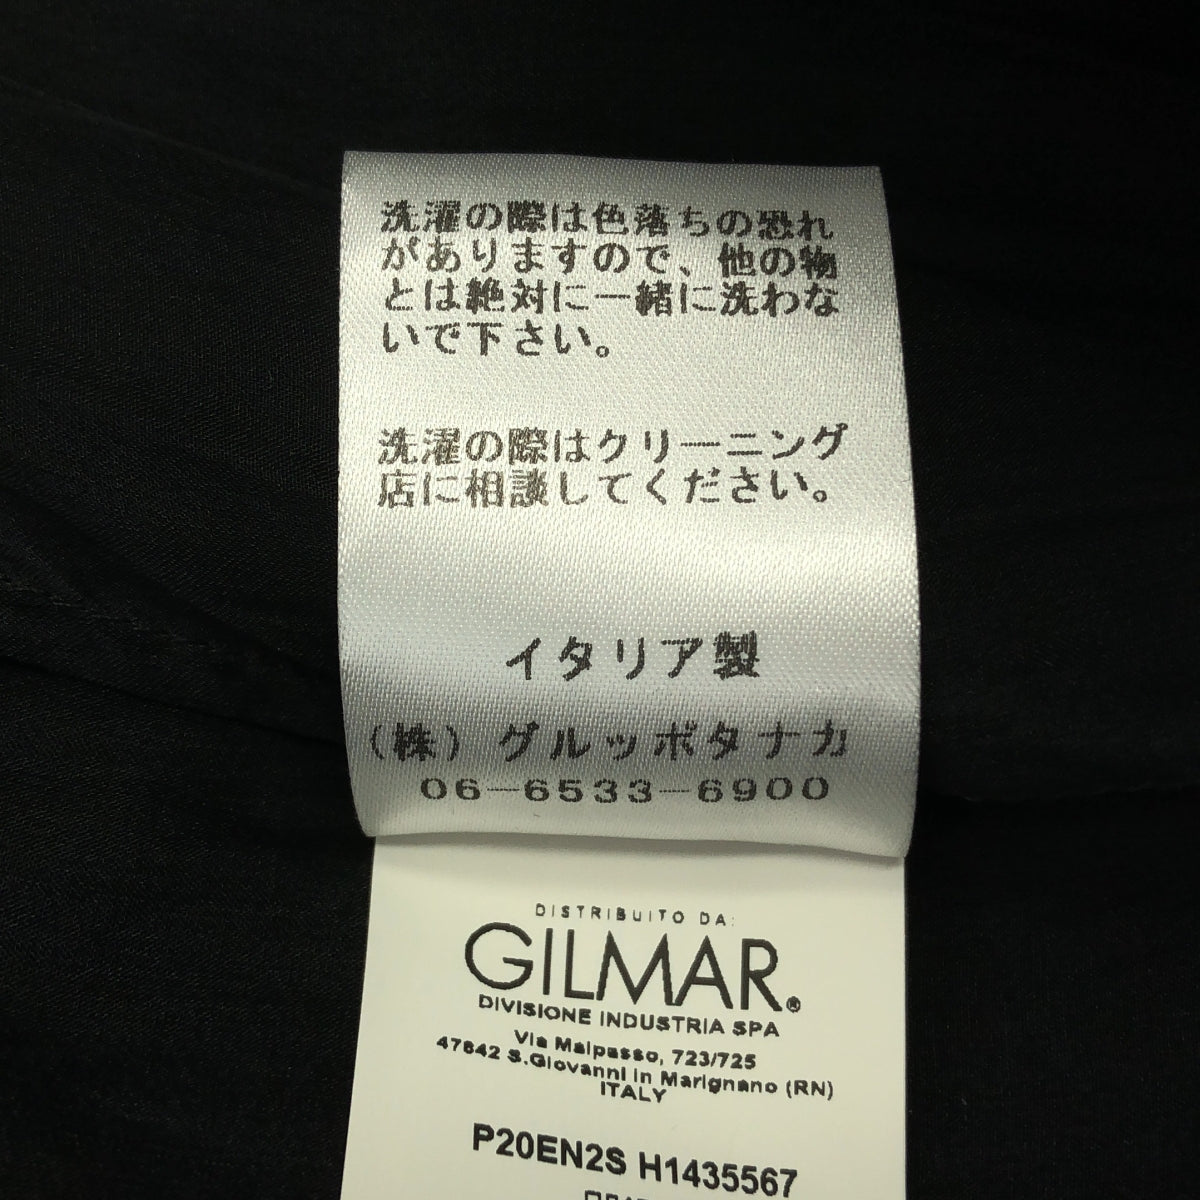 洗濯の際は色落ちの恐れ
がありますので、他の物
とは絶対に一緒に洗わな
いで下さい。
洗濯の際はクリーニング
店に相談してください。
イタリア製
（株）グルッポタナカ
06-6533-6900
DISTRIBUITO DA:
GILMAR®
DIVISIONE INDUSTRIA SPA
Via Malpasso, 723/725
47842 S.Giovanni in Marignano (RN)
ITALY
P20EN2S H1435567